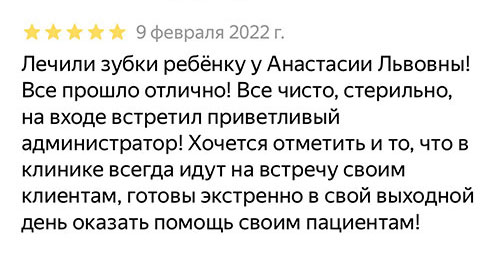 9 февраля 2022 г.
Лечили зубки ребёнку у Анастасии Львовны!
Все прошло отлично! Все чисто, стерильно,
на входе встретил приветливый
администратор! Хочется отметить и то, что в
клинике всегда идут на встречу своим
клиентам, готовы экстренно в свой выходной
день оказать помощь своим пациентам!